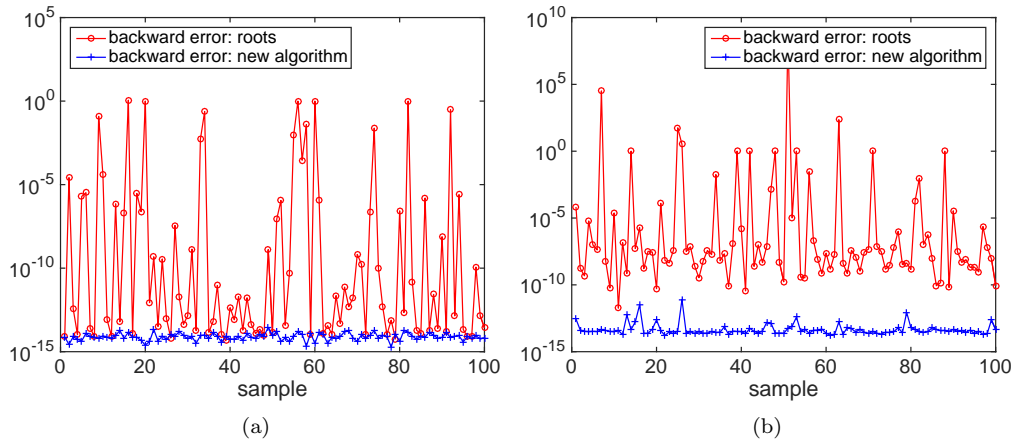 10^5
10^0
10^-5
10^-10
10^-15
backward error: roots
backward error: new algorithm
0 20 40 60 80 100
sample
(a)
10^10
10^5
10^0
10^-5
10^-10
10^-15
backward error: roots
backward error: new algorithm
0 20 40 60 80 100
sample
(b)